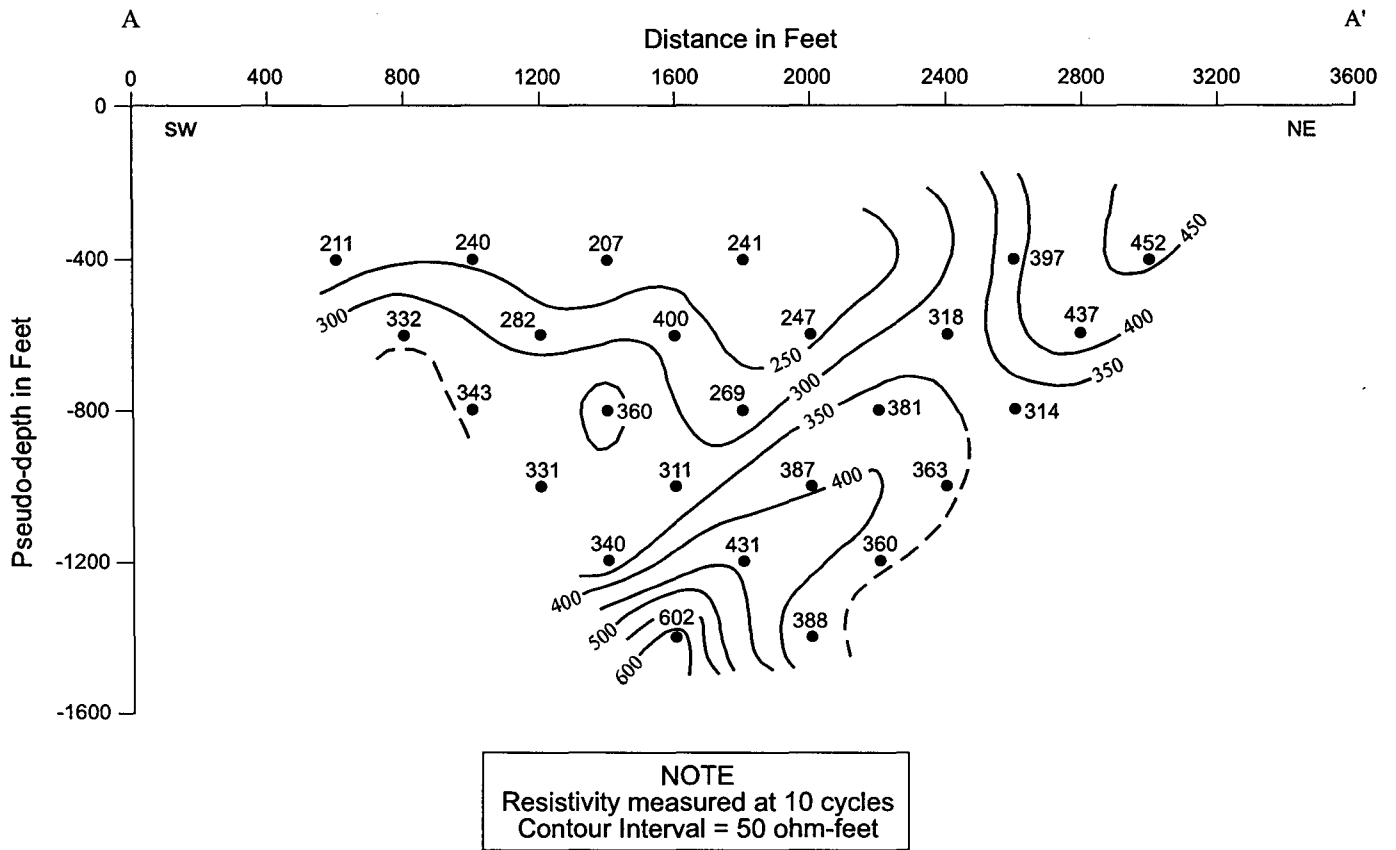 A A'
Distance in Feet
0 400 800 1200 1600 2000 2400 2800 3200 3600
0
SW NE
450
211 240 207 241 397 452
-400
300 332 282 400 247 318 437 400
250
350
300
343 360 269 350 381 314
-800
331 311 387 400 363
Pseudo-depth in Feet
340 431 360
-1200
400
602 388
500
600
-1600
NOTE
Resistivity measured at 10 cycles
Contour Interval = 50 ohm-feet